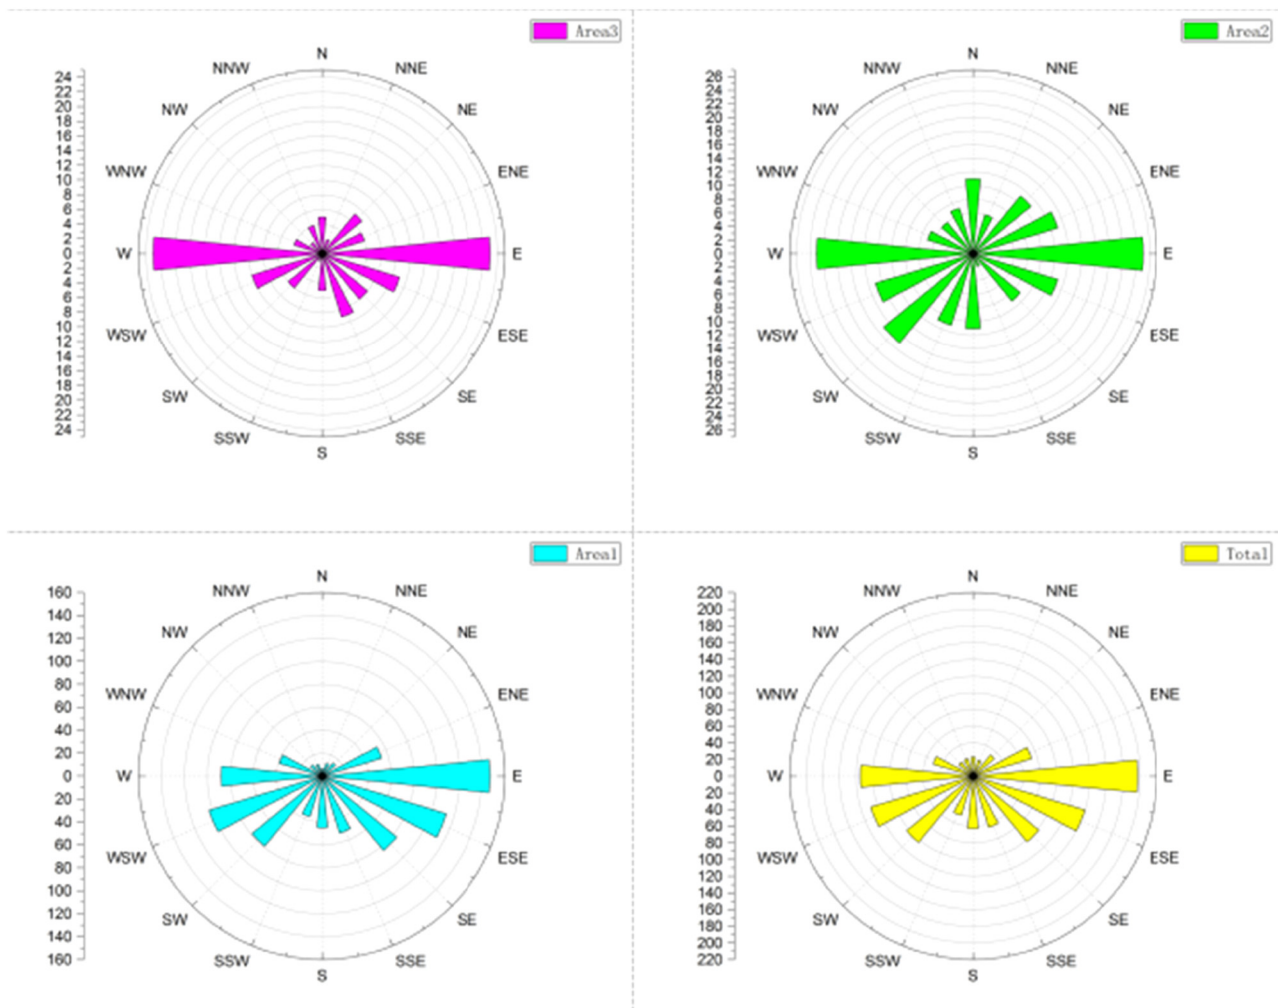 Area3
N
NNW
NNE
NW
NE
WNW
ENE
W
E
WSW
ESE
SW
SE
SSW
SSE
S
24
22
20
18
16
14
12
10
8
6
4
2
0
2
4
6
8
10
12
14
16
18
20
22
24
Area2
N
NNW
NNE
NW
NE
WNW
ENE
W
E
WSW
ESE
SW
SE
SSW
SSE
S
26
24
22
20
18
16
14
12
10
8
6
4
2
0
2
4
6
8
10
12
14
16
18
20
22
24
26
Area1
N
NNW
NNE
NW
NE
WNW
ENE
W
E
WSW
ESE
SW
SE
SSW
SSE
S
160
140
120
100
80
60
40
20
0
20
40
60
80
100
120
140
160
Total
N
NNW
NNE
NW
NE
WNW
ENE
W
E
WSW
ESE
SW
SE
SSW
SSE
S
220
200
180
160
140
120
100
80
60
40
20
0
20
40
60
80
100
120
140
160
180
200
220